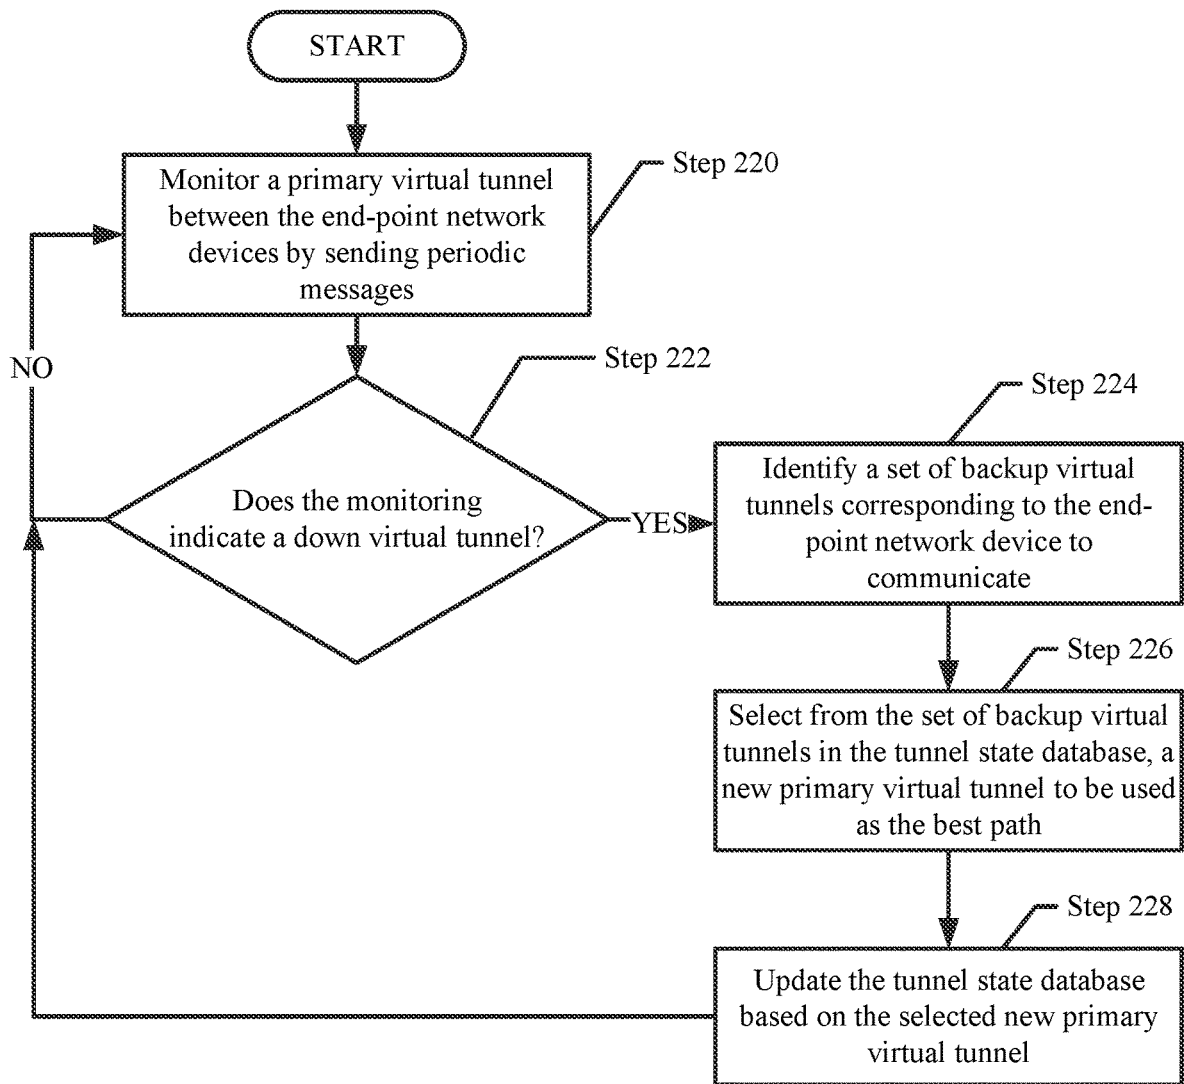 START
Monitor a primary virtual tunnel
between the end-point network
devices by sending periodic
messages
Step 220
NO
Step 222
Does the monitoring
indicate a down virtual tunnel?
YES
Step 224
Identify a set of backup virtual
tunnels corresponding to the end-
point network device to
communicate
Step 226
Select from the set of backup virtual
tunnels in the tunnel state database, a
new primary virtual tunnel to be used
as the best path
Step 228
Update the tunnel state database
based on the selected new primary
virtual tunnel